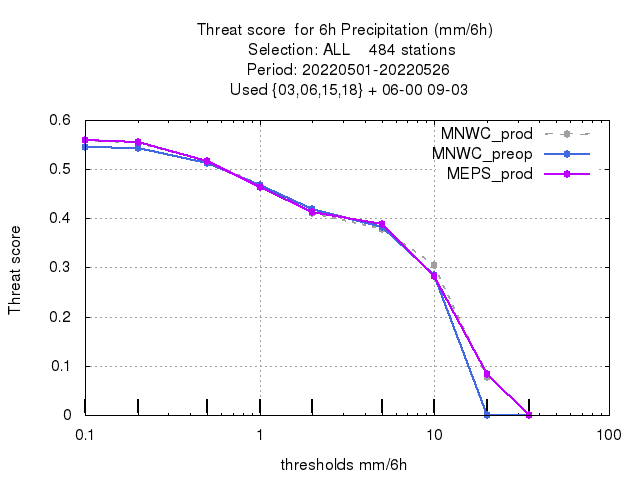 Threat score  for 6h Precipitation (mm/6h)
Selection: ALL    484 stations
Period: 20220501-20220526
Used {03,06,15,18} + 06-00 09-03
0.6
0.5
0.4
0.3
0.2
0.1
0
Threat score
MNWC_prod
MNWC_preop
MEPS_prod
0.1 1 10 100
thresholds mm/6h